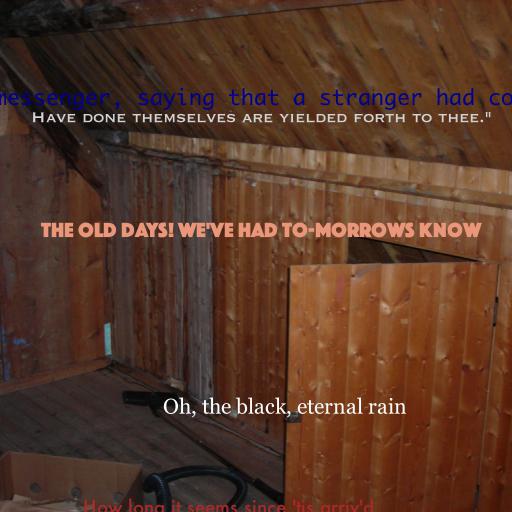 messenger, saying that a stranger had co
Have done themselves are yielded forth to thee."
The old days! We've had to-morrows know
Oh, the black, eternal rain
How long it seems since 'tis arriv'd